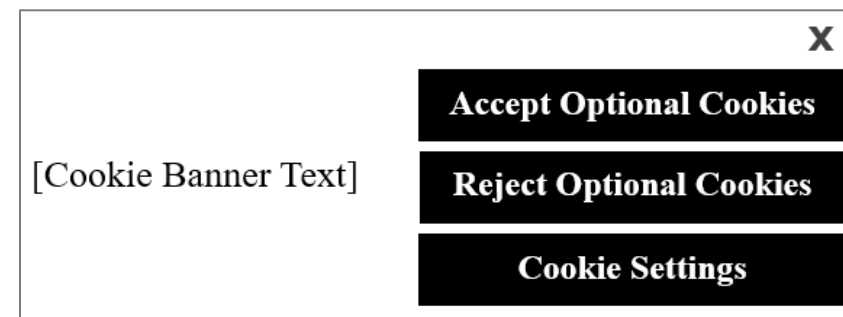 X
Accept Optional Cookies
[Cookie Banner Text]
Reject Optional Cookies
Cookie Settings